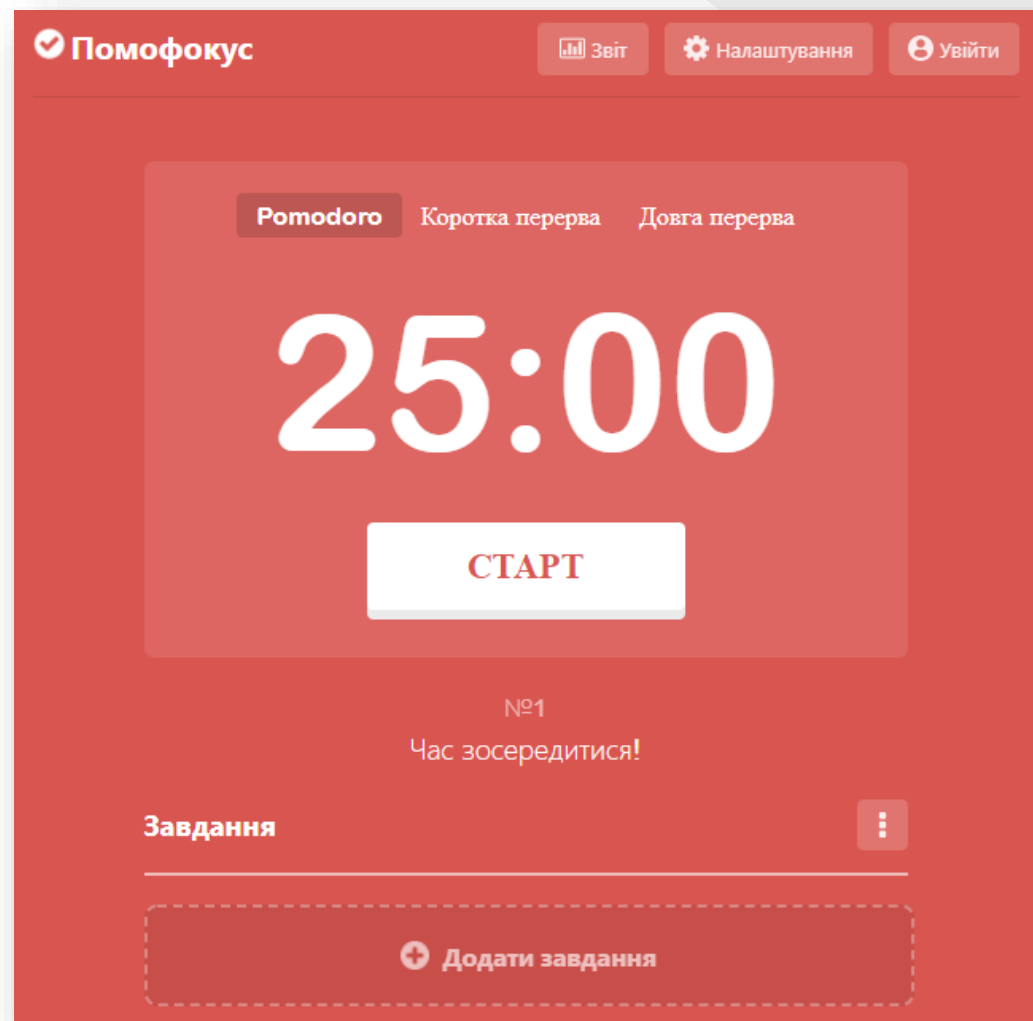 Помофокус Звіт Налаштування Увійти
Pomodoro Коротка перерва Довга перерва
25:00
СТАРТ
№1
Час зосередитися!
Завдання
Додати завдання